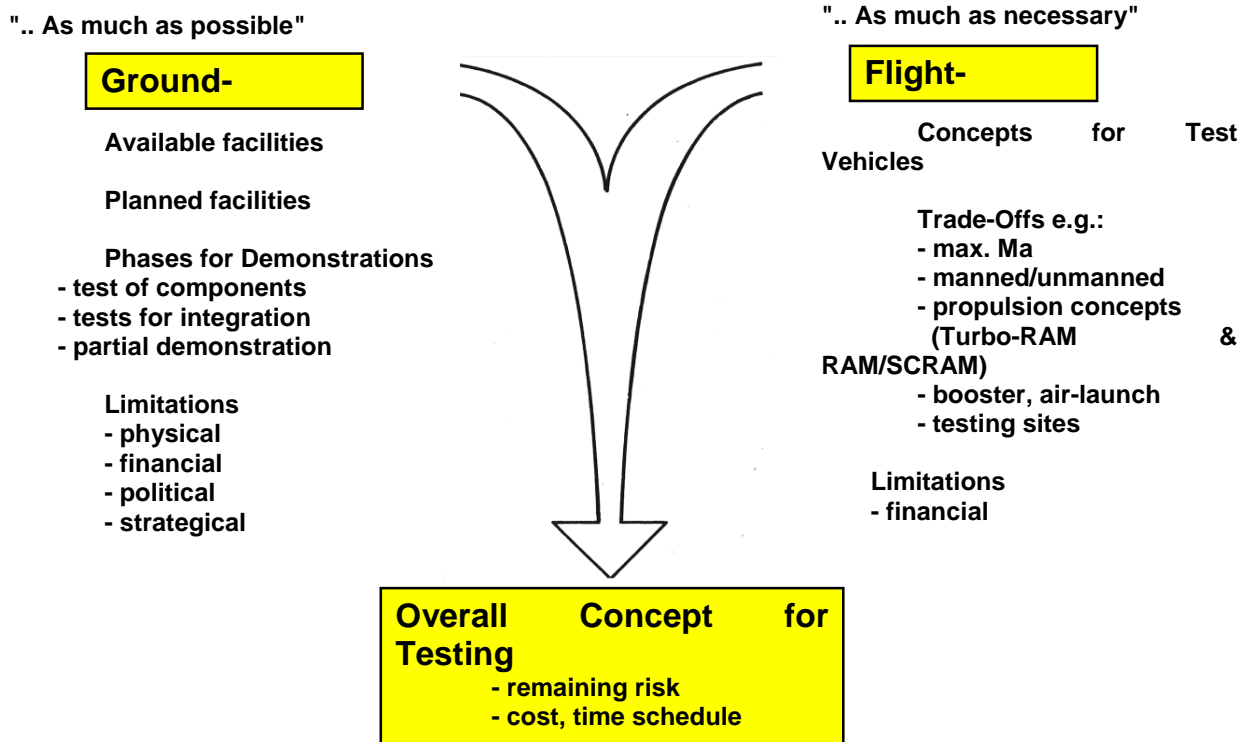 ".. As much as possible"
Ground-
Available facilities
Planned facilities
Phases for Demonstrations
- test of components
- tests for integration
- partial demonstration
Limitations
- physical
- financial
- political
- strategical
".. As much as necessary"
Flight-
Concepts for Test
Vehicles
Trade-Offs e.g.:
- max. Ma
- manned/unmanned
- propulsion concepts
(Turbo-RAM &
RAM/SCRAM)
- booster, air-launch
- testing sites
Limitations
- financial
Overall Concept for
Testing
- remaining risk
- cost, time schedule